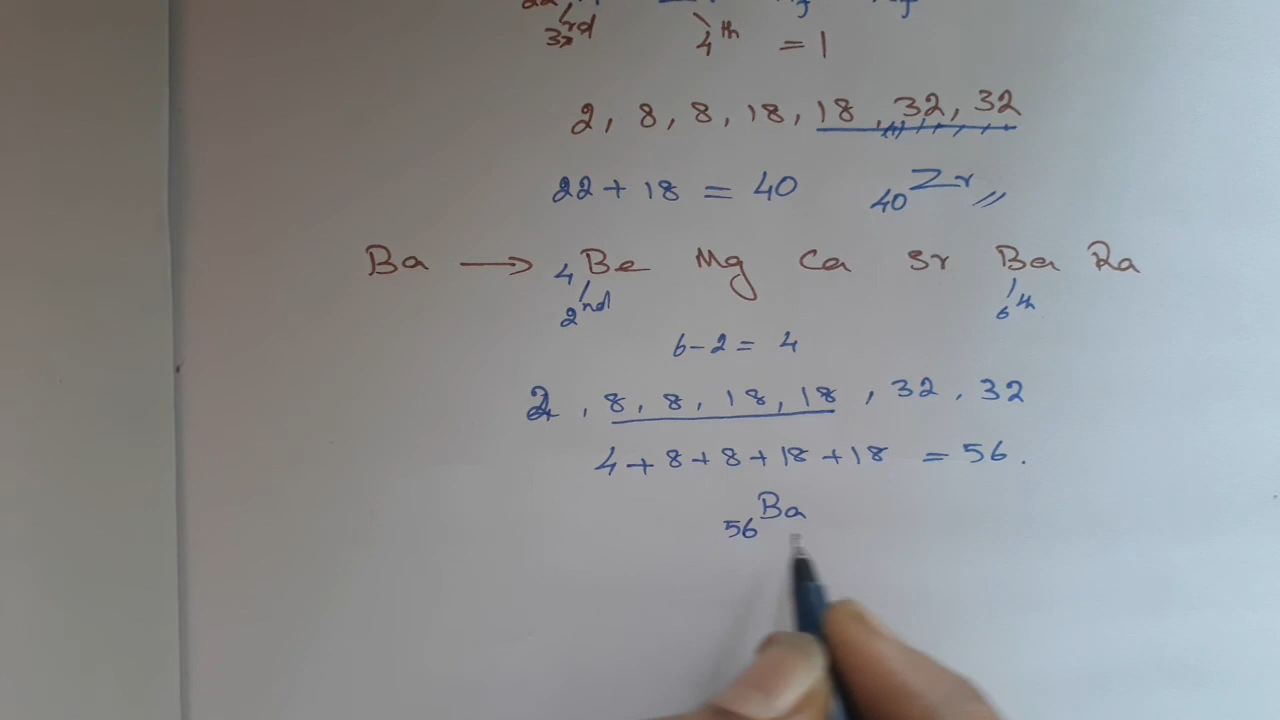 rd
4th = 1
2, 8, 8, 18, 18, 32, 32
22 + 18 = 40 40Zr
Ba → 4Be Mg Ca Sr Ba Ra
2nd 6th
6 - 2 = 4
2, 8, 8, 18, 18, 32, 32
4 + 8 + 8 + 18 + 18 = 56.
56Ba